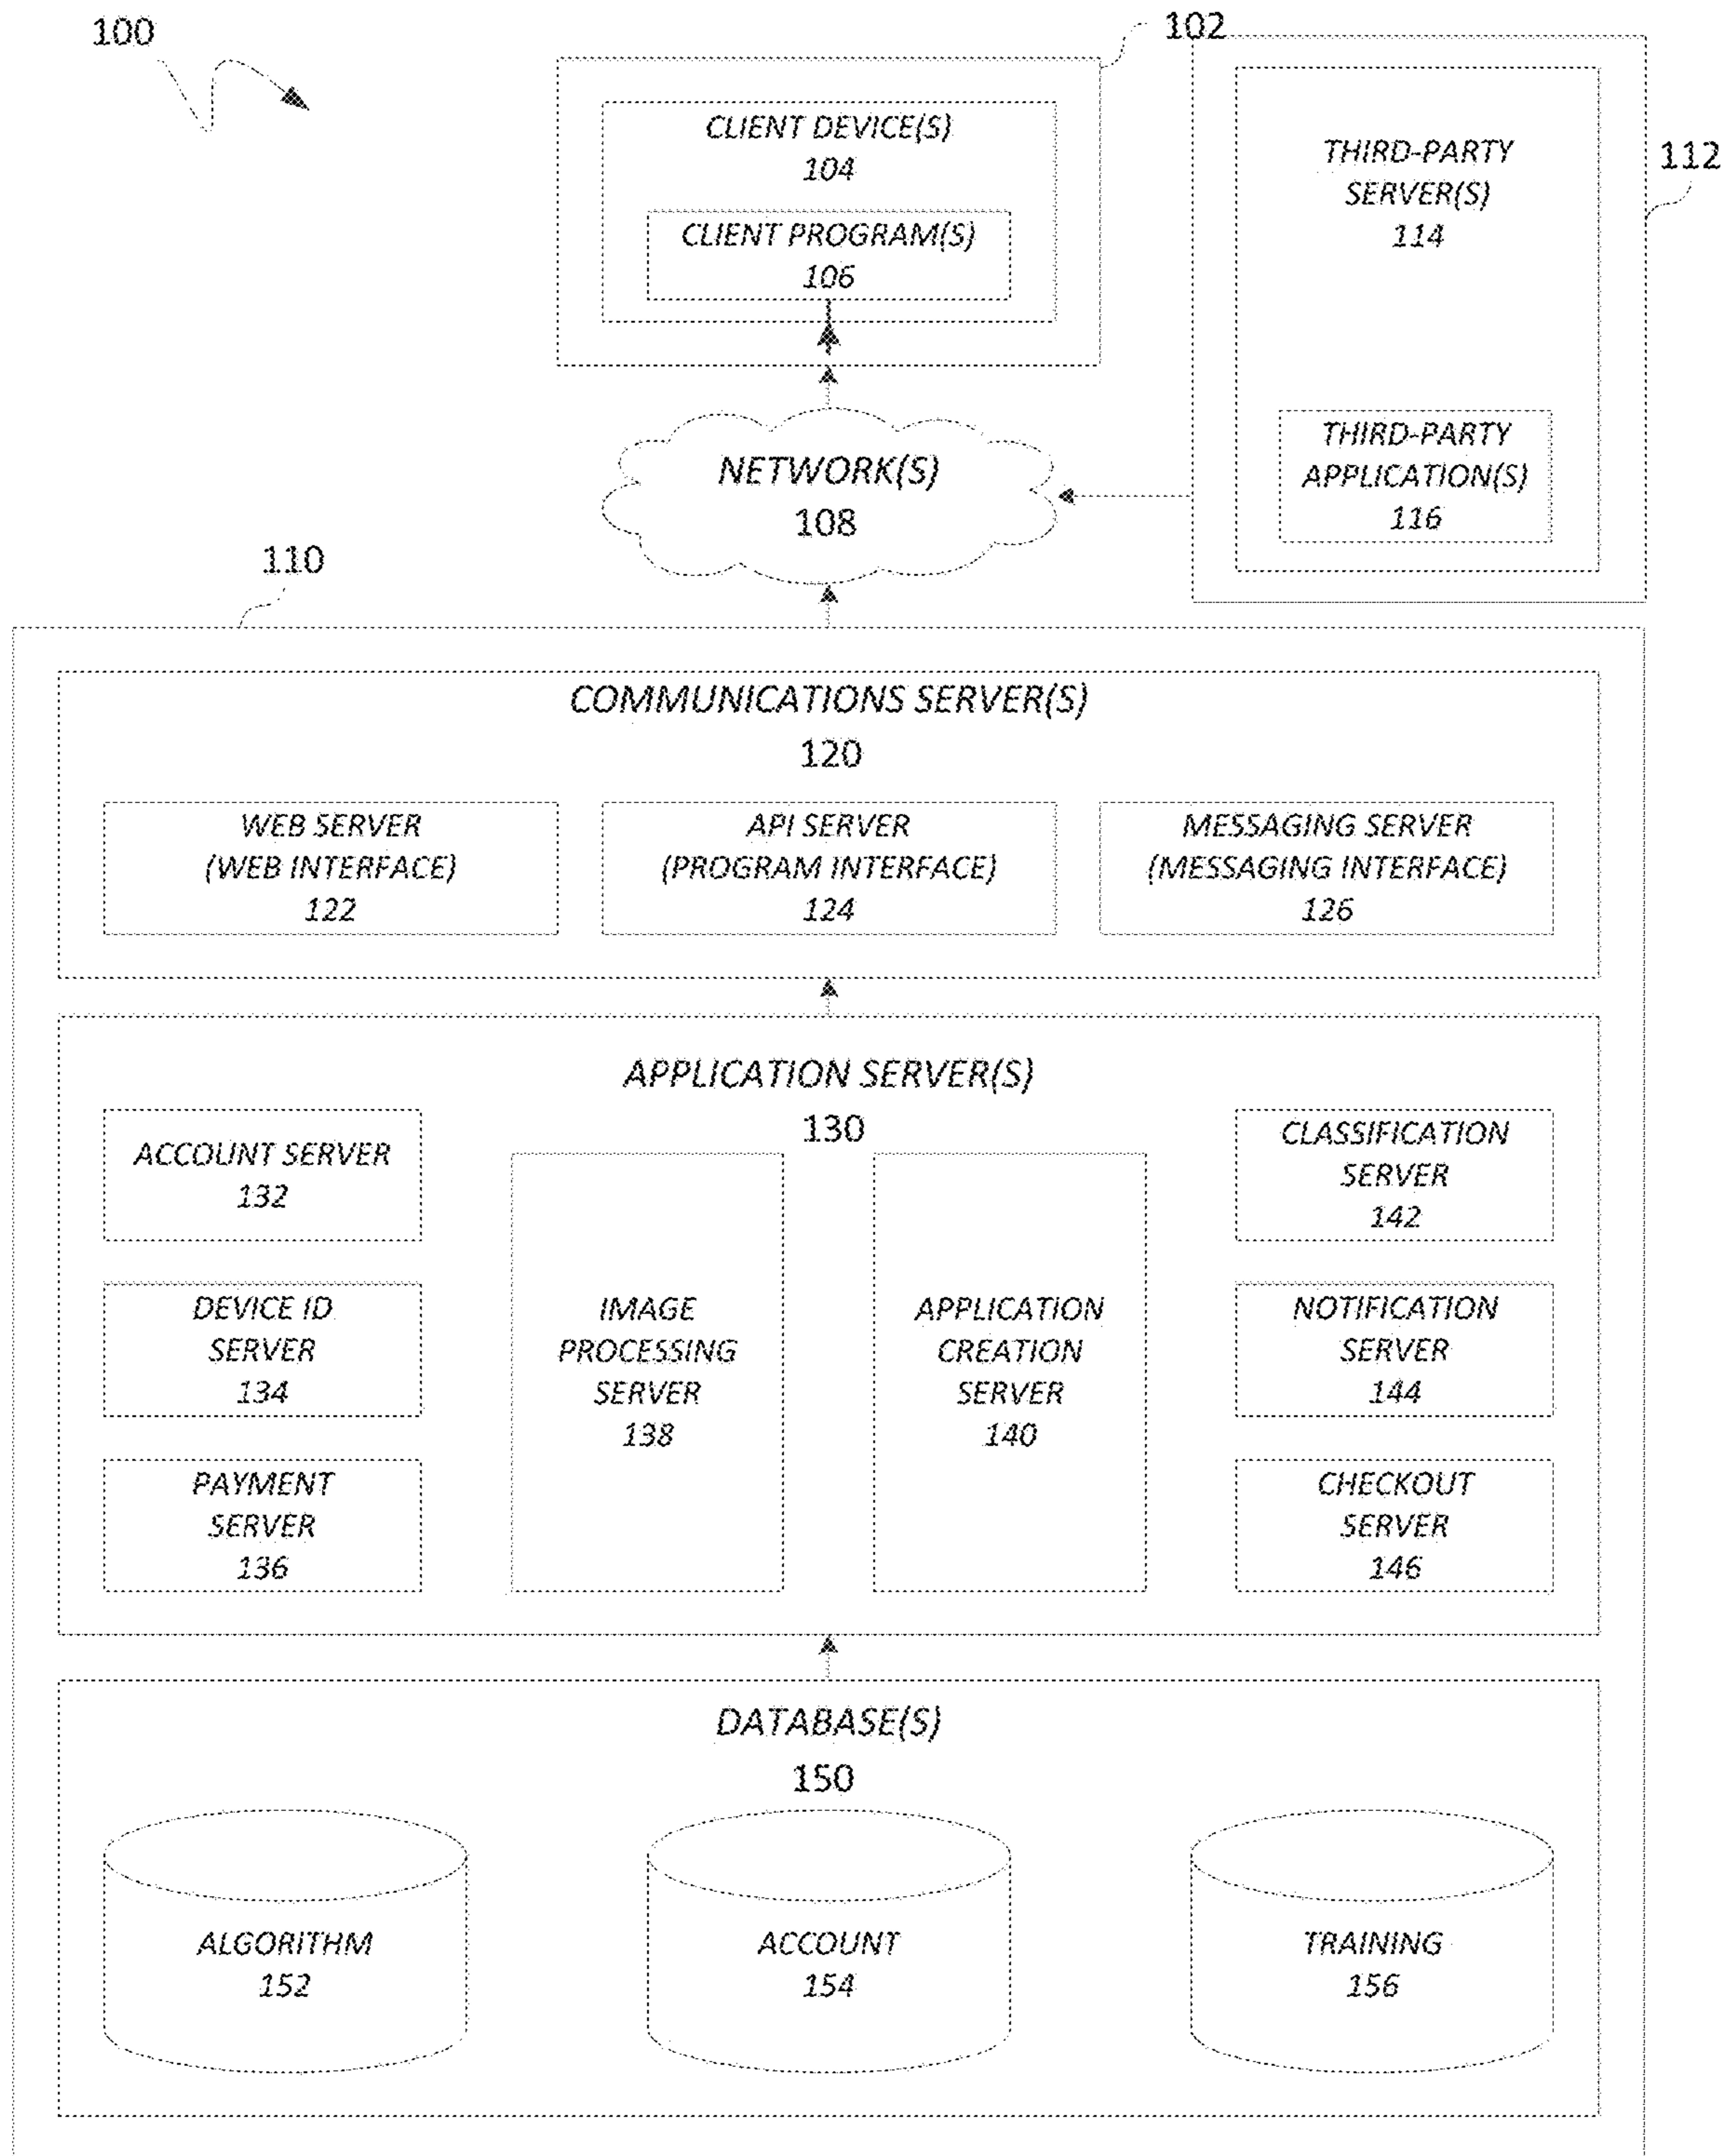 100
102
CLIENT DEVICE(S)
104
CLIENT PROGRAM(S)
106
112
THIRD-PARTY
SERVER(S)
114
THIRD-PARTY
APPLICATION(S)
116
NETWORK(S)
108
110
COMMUNICATIONS SERVER(S)
120
WEB SERVER
(WEB INTERFACE)
122
API SERVER
(PROGRAM INTERFACE)
124
MESSAGING SERVER
(MESSAGING INTERFACE)
126
APPLICATION SERVER(S)
130
ACCOUNT SERVER
132
DEVICE ID
SERVER
134
PAYMENT
SERVER
136
IMAGE
PROCESSING
SERVER
138
APPLICATION
CREATION
SERVER
140
CLASSIFICATION
SERVER
142
NOTIFICATION
SERVER
144
CHECKOUT
SERVER
146
DATABASE(S)
150
ALGORITHM
152
ACCOUNT
154
TRAINING
156